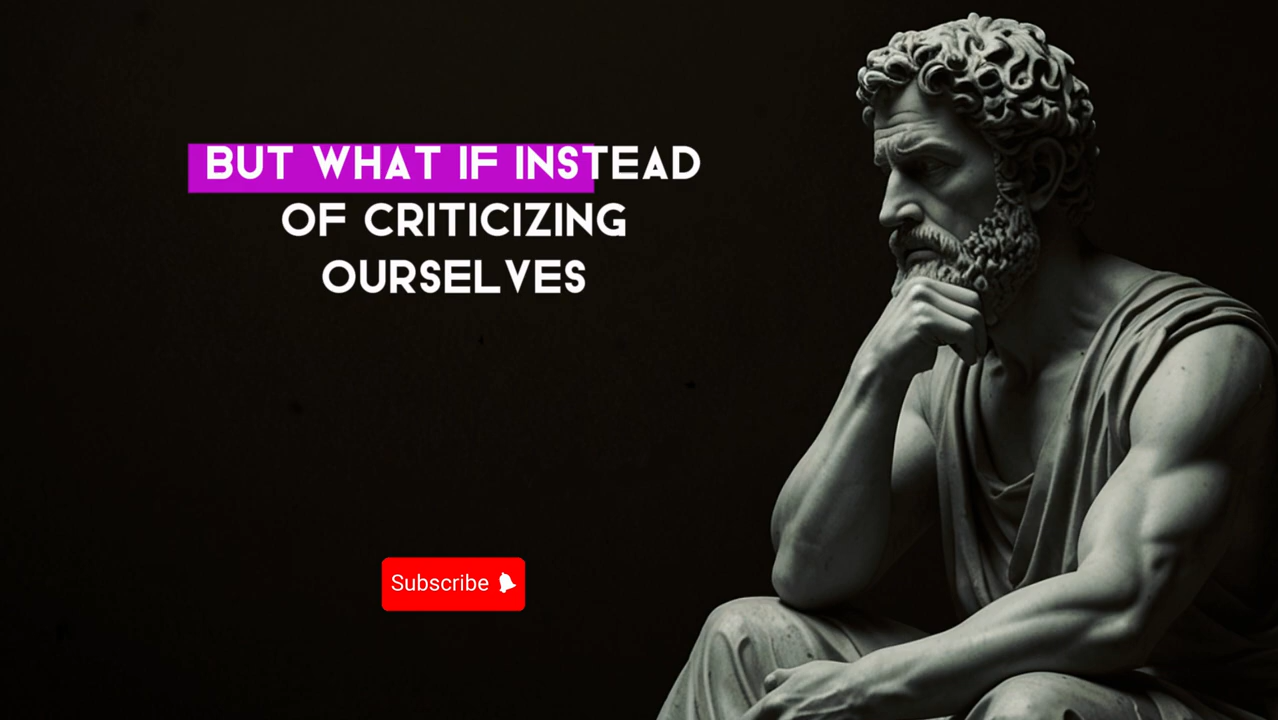 BUT WHAT IF INSTEAD
OF CRITICIZING
OURSELVES
Subscribe